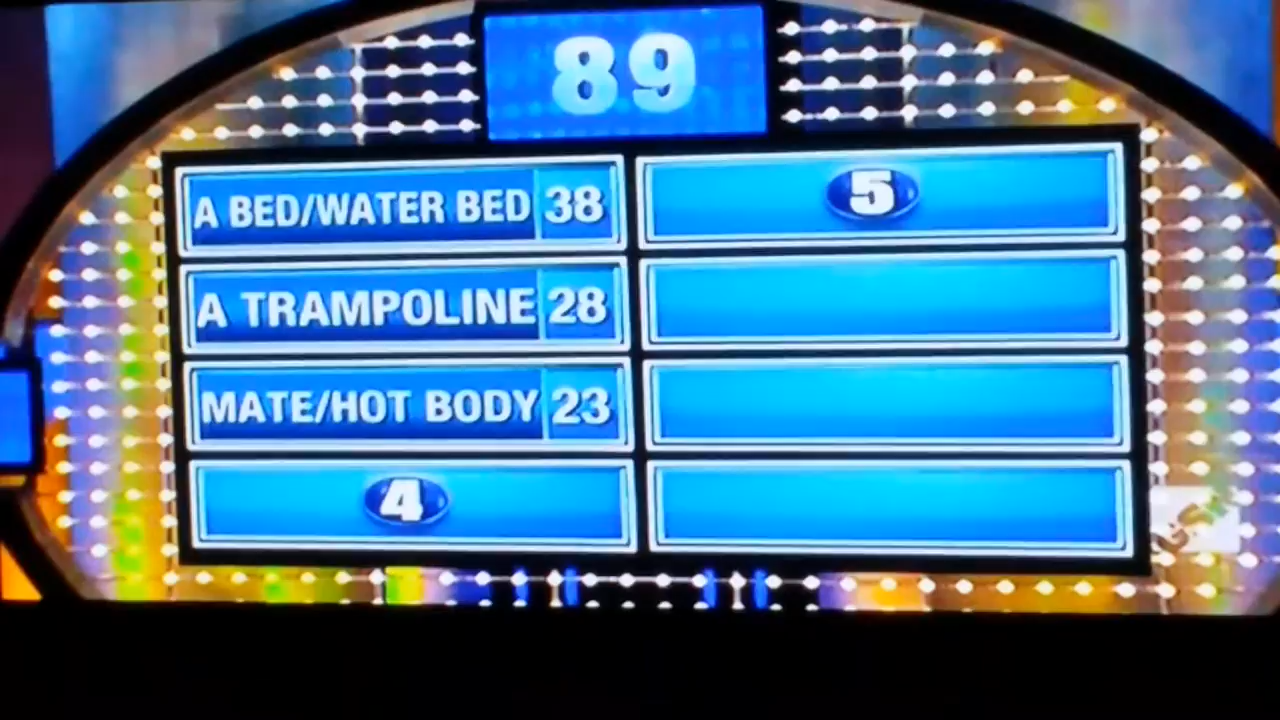 89
A BED/WATER BED 38
5
A TRAMPOLINE 28
MATE/HOT BODY 23
4